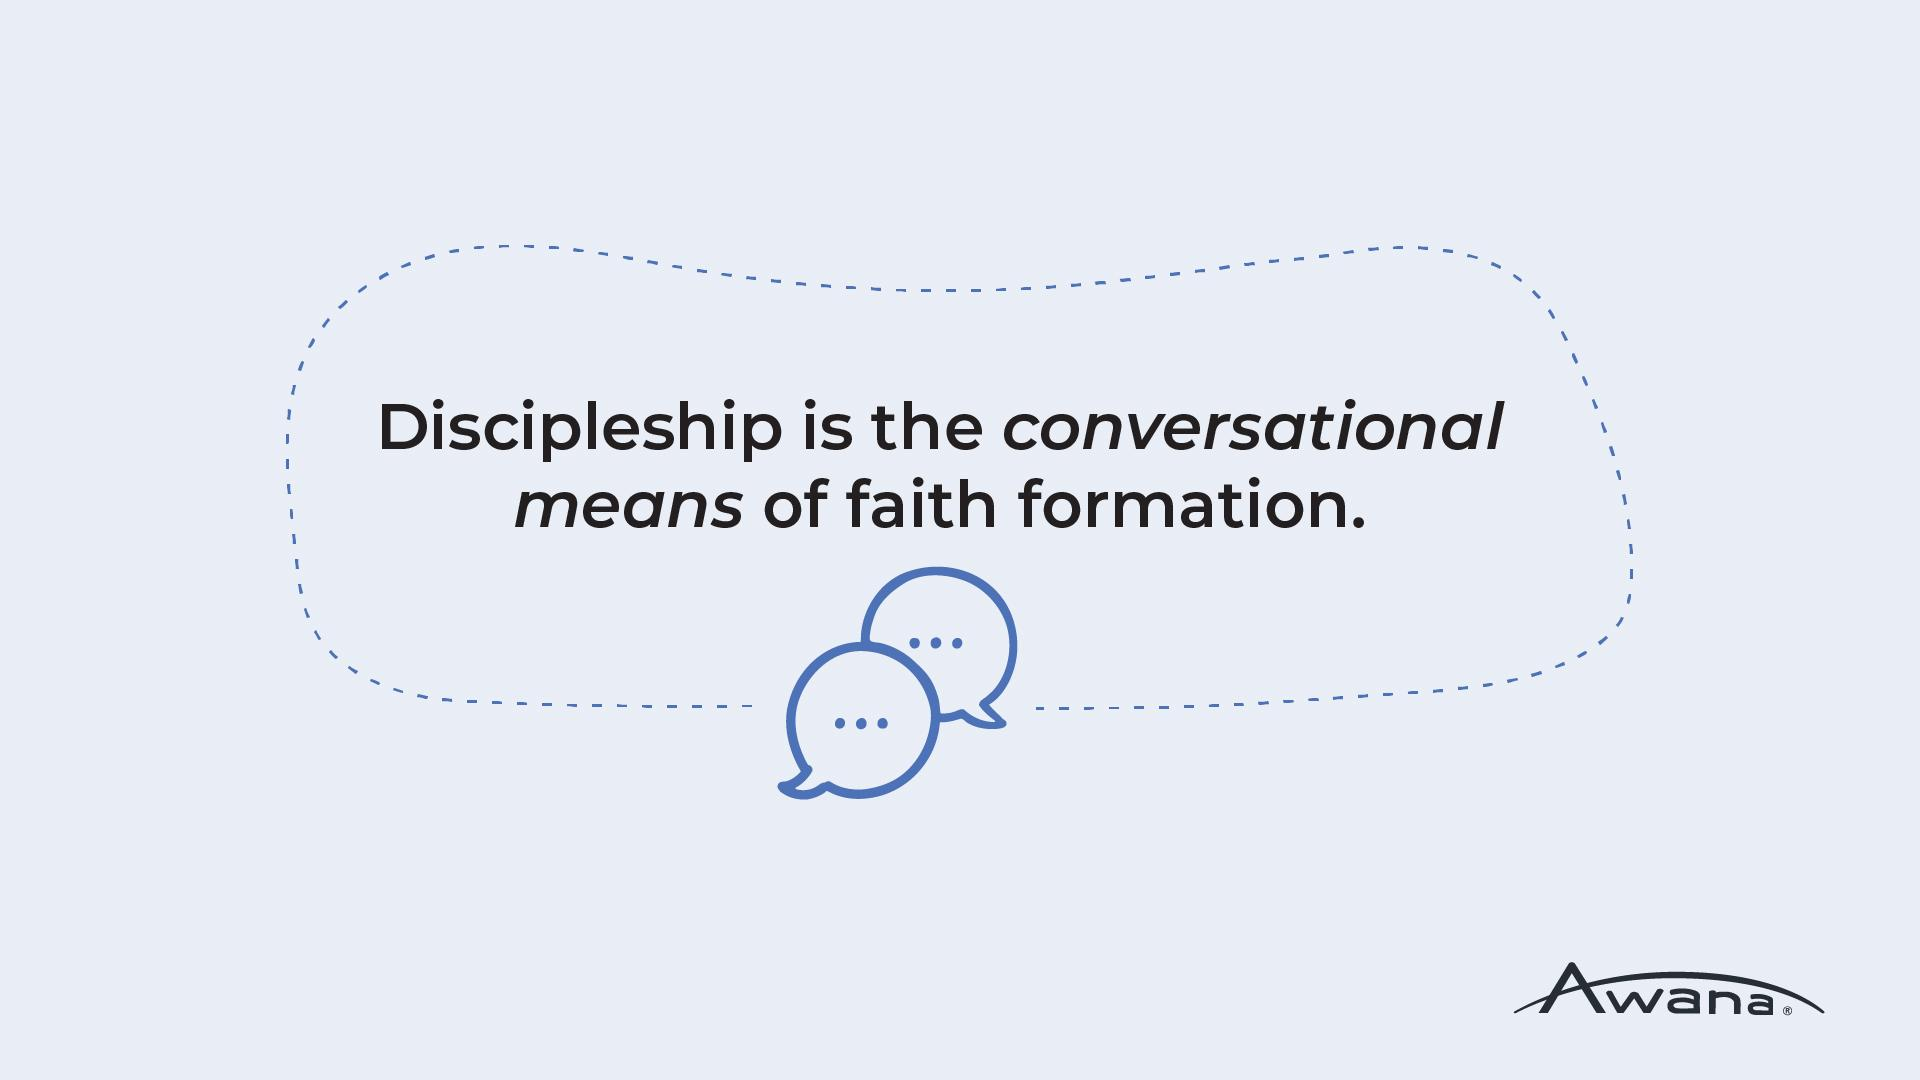 Discipleship is the conversational
means of faith formation.
Awana®